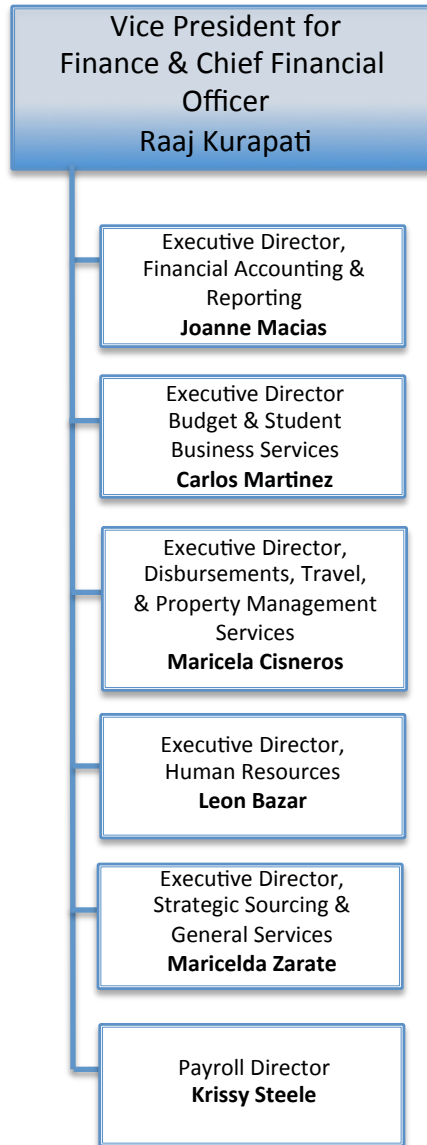 Vice President for
Finance & Chief Financial
Officer
Raaj Kurapati
Executive Director,
Financial Accounting &
Reporting
Joanne Macias
Executive Director
Budget & Student
Business Services
Carlos Martinez
Executive Director,
Disbursements, Travel,
& Property Management
Services
Maricela Cisneros
Executive Director,
Human Resources
Leon Bazar
Executive Director,
Strategic Sourcing &
General Services
Maricelda Zarate
Payroll Director
Krissy Steele